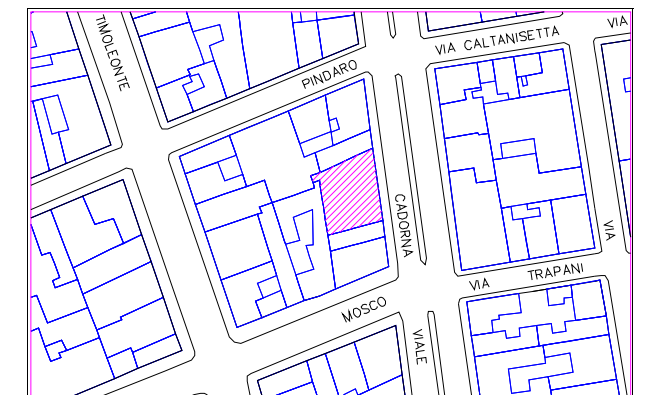 VIA
VIA CALTANISETTA
TIMOLEONTE
PINDARO
CADORNA
VIA
VIA TRAPANI
MOSCO
VIALE